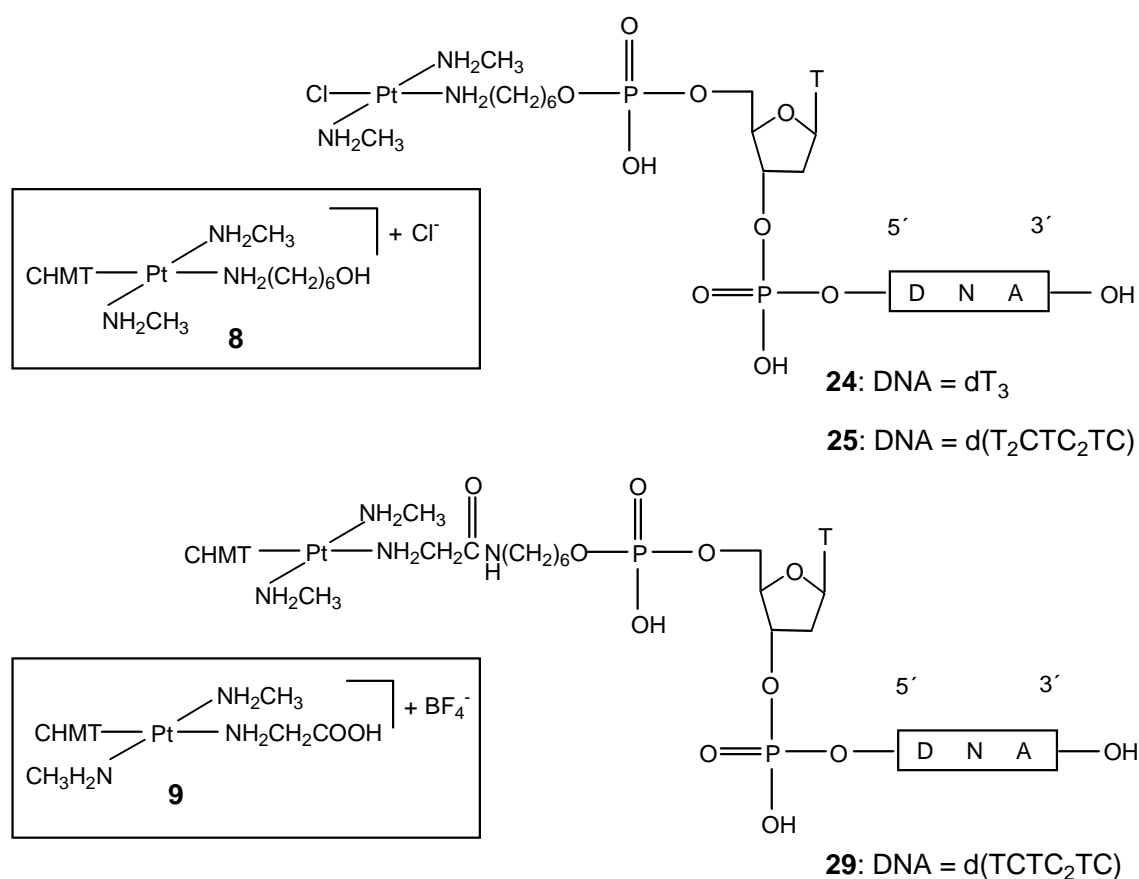 O
NH2CH3
T
Cl Pt NH2(CH2)6O P O O
NH2CH3
OH
O
5´ 3´
NH2CH3 + Cl-
CHMT Pt NH2(CH2)6OH
NH2CH3
8
O P O D N A OH
OH
24: DNA = dT3
25: DNA = d(T2CTC2TC)
O O
NH2CH3
T
CHMT Pt NH2CH2C N(CH2)6O P O O
H
NH2CH3
OH
O
5´ 3´
NH2CH3 + BF4-
CHMT Pt NH2CH2COOH
CH3H2N
9
O P O D N A OH
OH
29: DNA = d(TCTC2TC)